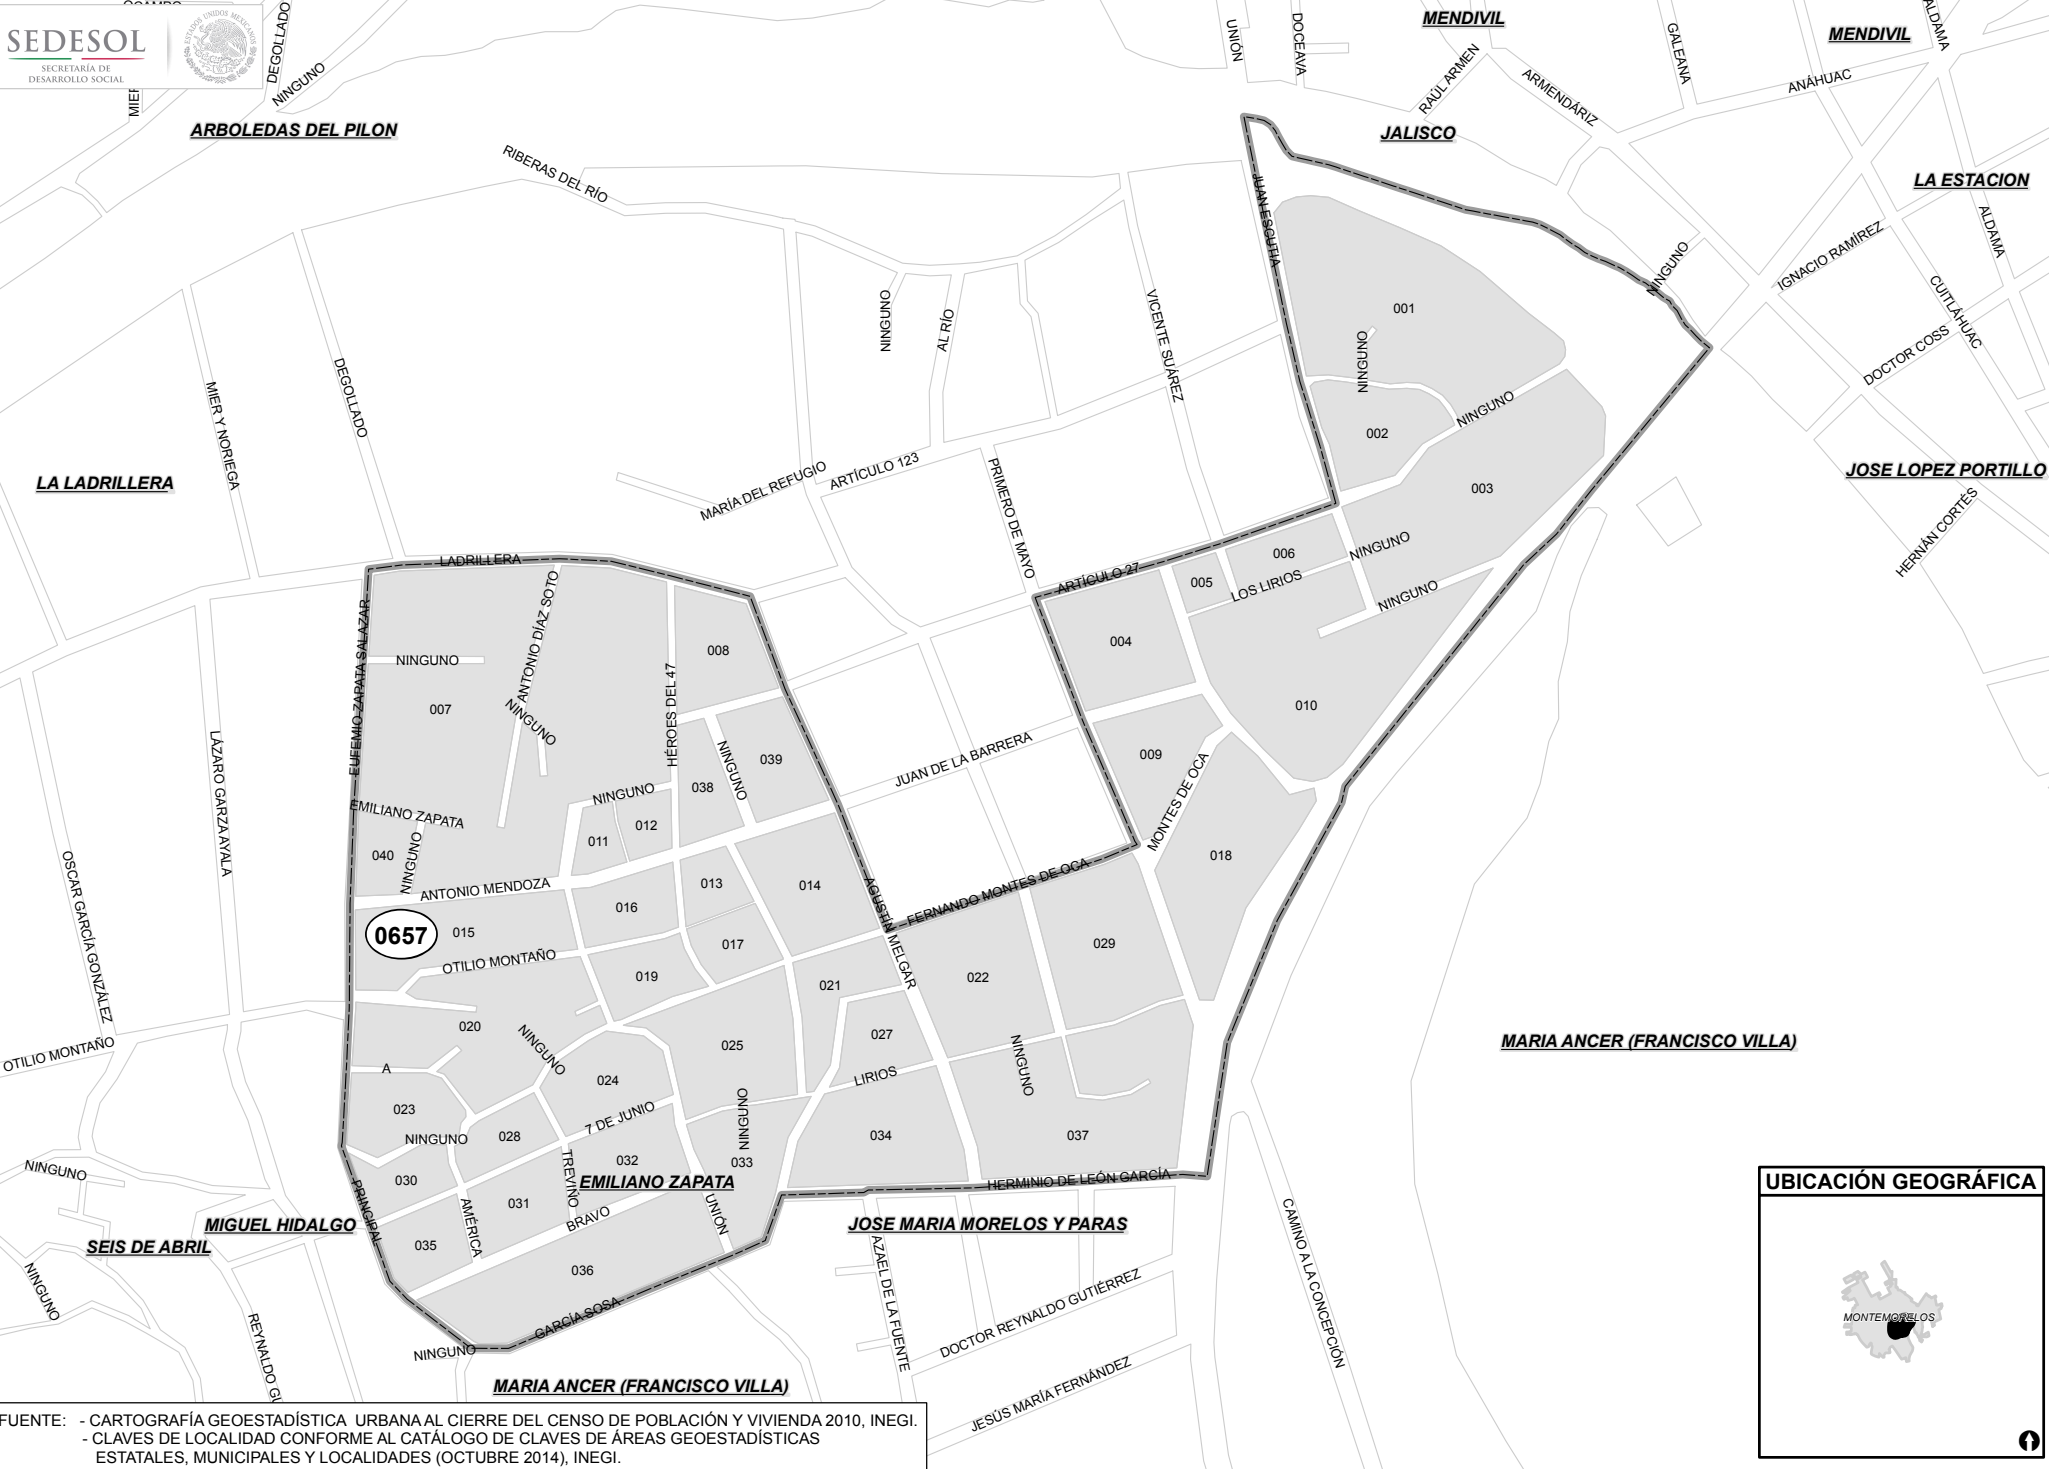 OCAMPO
SEDESOL
SECRETARÍA DE
DESARROLLO SOCIAL
ESTADOS UNIDOS MEXICANOS
DEGOLLADO
NINGUNO
MIER
ARBOLEDAS DEL PILON
UNIÓN
DOCEAVA
MENDIVIL
RAÚL ARMEN
ARMENDÁRIZ
GALEANA
MENDIVIL
ALDAMA
ANÁHUAC
JALISCO
LA ESTACION
ALDAMA
RIBERAS DEL RÍO
JUAN ESCUTIA
NINGUNO
IGNACIO RAMÍREZ
CUITLÁHUAC
DOCTOR COSS
NINGUNO
AL RÍO
VICENTE SUÁREZ
001
NINGUNO
002
NINGUNO
003
MIER Y NORIEGA
DEGOLLADO
LA LADRILLERA
MARÍA DEL REFUGIO
ARTÍCULO 123
PRIMERO DE MAYO
JOSE LOPEZ PORTILLO
HERNÁN CORTÉS
LADRILLERA
ARTÍCULO 27
005
006
LOS LIRIOS
NINGUNO
NINGUNO
004
EUFEMIO ZAPATA SALAZAR
ANTONIO DÍAZ SOTO
NINGUNO
007
NINGUNO
HÉROES DEL 47
008
039
038
NINGUNO
010
009
MONTES DE OCA
018
JUAN DE LA BARRERA
LÁZARO GARZA AYALA
OSCAR GARCÍA GONZÁLEZ
EMILIANO ZAPATA
NINGUNO
040
NINGUNO
011
012
ANTONIO MENDOZA
013
014
AGUSTÍN MELGAR
FERNANDO MONTES DE OCA
016
0657
015
017
OTILIO MONTAÑO
019
021
022
029
020
NINGUNO
025
027
NINGUNO
LIRIOS
OTILIO MONTAÑO
A
023
024
NINGUNO
028
7 DE JUNIO
NINGUNO
034
037
030
TREVIÑO
032
033
EMILIANO ZAPATA
HERMINIO DE LEÓN GARCÍA
031
AMÉRICA
BRAVO
UNIÓN
NINGUNO
PRINCIPAL
MIGUEL HIDALGO
SEIS DE ABRIL
NINGUNO
035
036
GARCÍA SOSA
NINGUNO
REYNALDO GU
JOSE MARIA MORELOS Y PARAS
AZAEL DE LA FUENTE
DOCTOR REYNALDO GUTIÉRREZ
JESÚS MARÍA FERNÁNDEZ
CAMINO A LA CONCEPCIÓN
MARIA ANCER (FRANCISCO VILLA)
MARIA ANCER (FRANCISCO VILLA)
UBICACIÓN GEOGRÁFICA
MONTEMORELOS
FUENTE: - CARTOGRAFÍA GEOESTADÍSTICA URBANA AL CIERRE DEL CENSO DE POBLACIÓN Y VIVIENDA 2010, INEGI.
- CLAVES DE LOCALIDAD CONFORME AL CATÁLOGO DE CLAVES DE ÁREAS GEOESTADÍSTICAS
ESTATALES, MUNICIPALES Y LOCALIDADES (OCTUBRE 2014), INEGI.